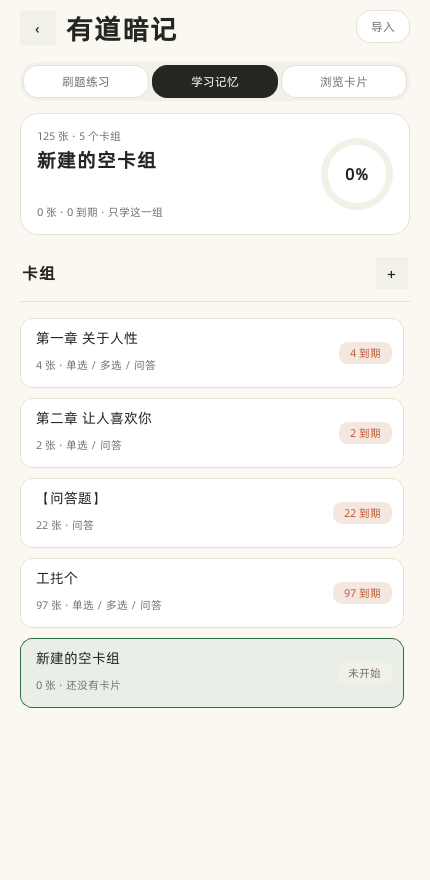 ‹ 有道暗记 导入
刷题练习 学习记忆 浏览卡片
125 张 · 5 个卡组
新建的空卡组
0%
0 张 · 0 到期 · 只学这一组
卡组 +
第一章 关于人性
4 张 · 单选 / 多选 / 问答
4 到期
第二章 让人喜欢你
2 张 · 单选 / 问答
2 到期
【问答题】
22 张 · 问答
22 到期
工扥个
97 张 · 单选 / 多选 / 问答
97 到期
新建的空卡组
0 张 · 还没有卡片
未开始